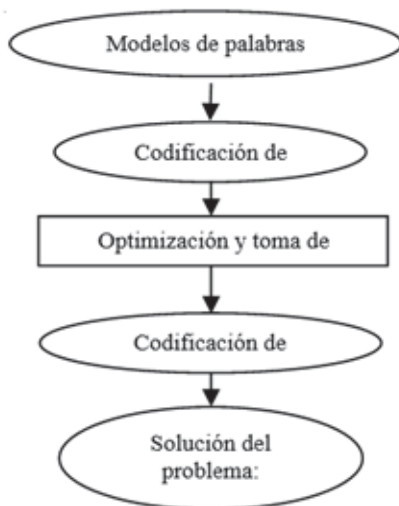 Modelos de palabras
Codificación de
Optimización y toma de
Codificación de
Solución del
problema: